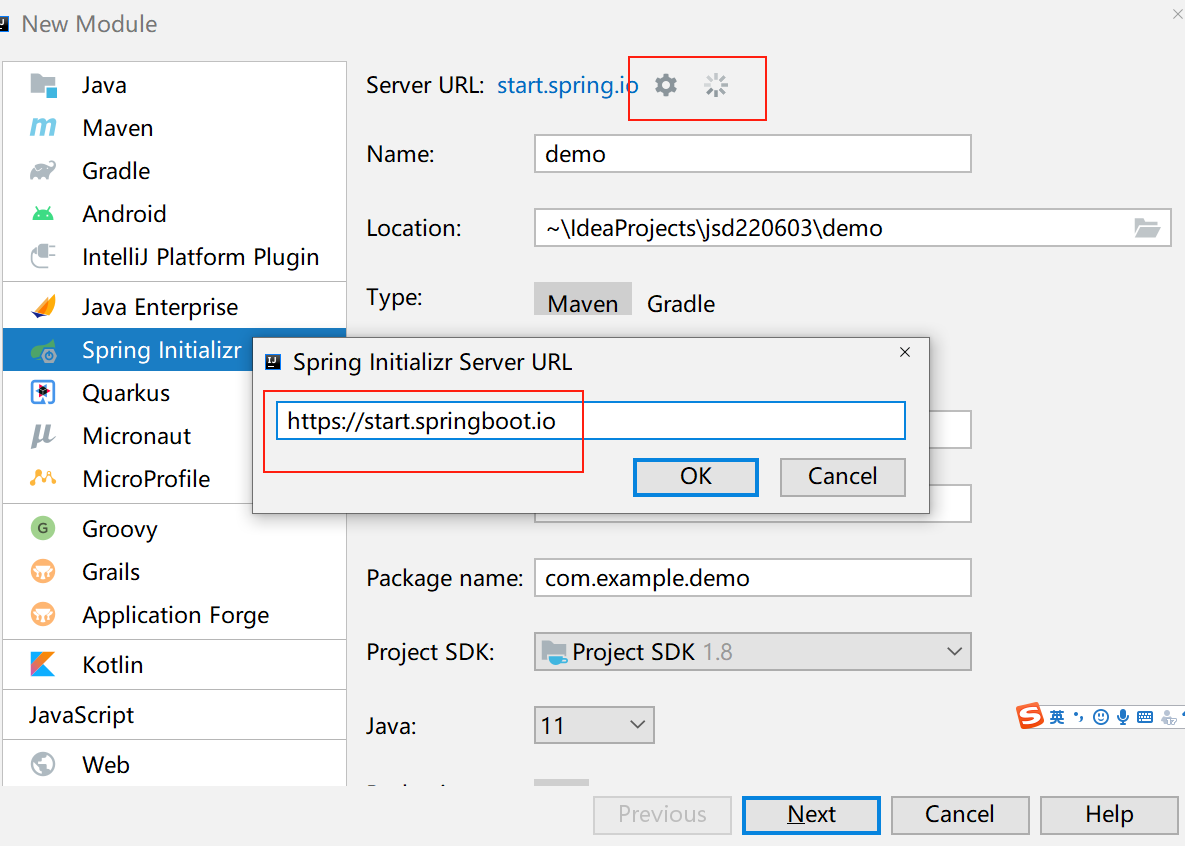 New Module
Java
Maven
Gradle
Android
IntelliJ Platform Plugin
Java Enterprise
Spring Initializr
Quarkus
Micronaut
MicroProfile
Groovy
Grails
Application Forge
Kotlin
JavaScript
Web
Server URL: start.spring.io
Name: demo
Location: ~\IdeaProjects\jsd220603\demo
Type: Maven Gradle
Spring Initializr Server URL
https://start.springboot.io
OK Cancel
Package name: com.example.demo
Project SDK: Project SDK 1.8
Java: 11
英
Previous Next Cancel Help